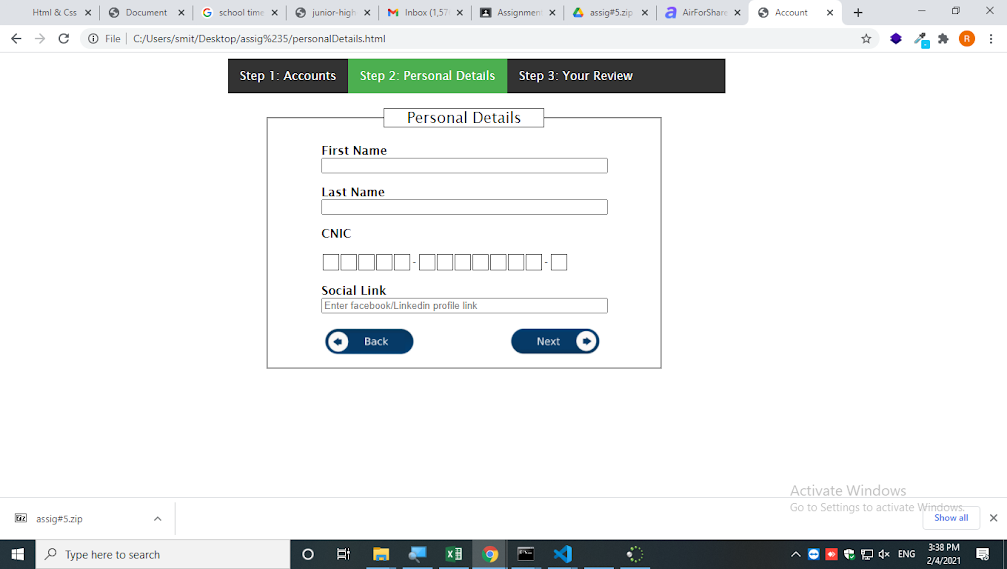 Html & Css
Document
school time
junior-high
Inbox (1,57
Assignment
assig#5.zip
AirForShare
Account
File
C:/Users/smit/Desktop/assig%235/personalDetails.html
R
Step 1: Accounts
Step 2: Personal Details
Step 3: Your Review
Personal Details
First Name
Last Name
CNIC
- -
Social Link
Enter facebook/Linkedin profile link
Back
Next
Activate Windows
Go to Settings to activate Windows.
assig#5.zip
Show all
Type here to search
ENG
3:38 PM
2/4/2021